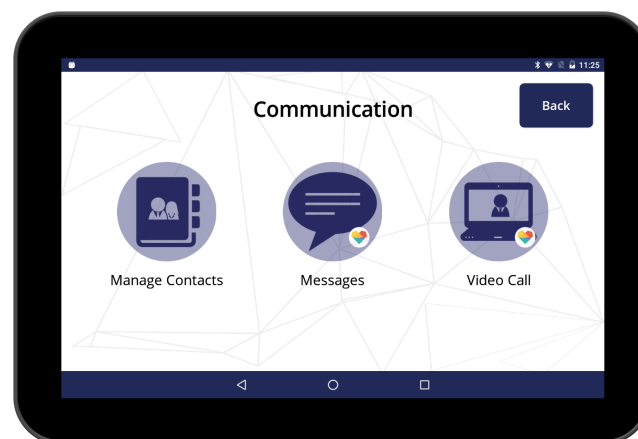 11:25
Communication
Back
Manage Contacts
Messages
Video Call